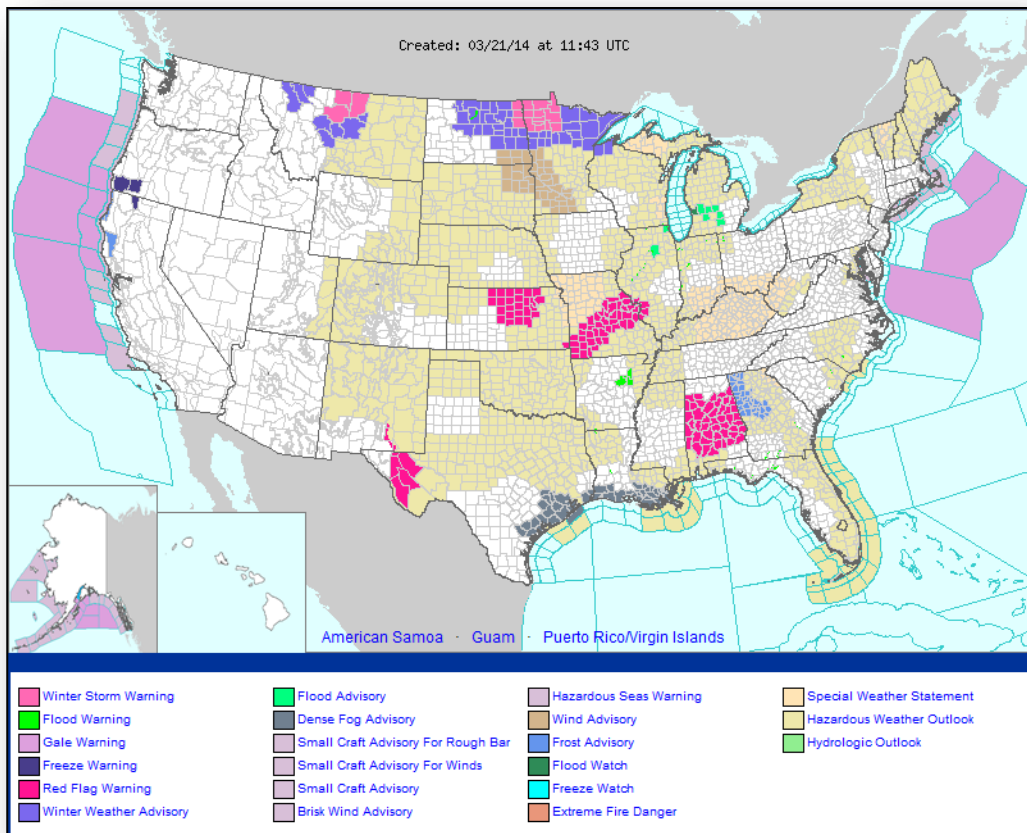 Created: 03/21/14 at 11:43 UTC
American Samoa · Guam · Puerto Rico/Virgin Islands
Winter Storm Warning
Flood Warning
Gale Warning
Freeze Warning
Red Flag Warning
Winter Weather Advisory
Flood Advisory
Dense Fog Advisory
Small Craft Advisory For Rough Bar
Small Craft Advisory For Winds
Small Craft Advisory
Brisk Wind Advisory
Hazardous Seas Warning
Wind Advisory
Frost Advisory
Flood Watch
Freeze Watch
Extreme Fire Danger
Special Weather Statement
Hazardous Weather Outlook
Hydrologic Outlook